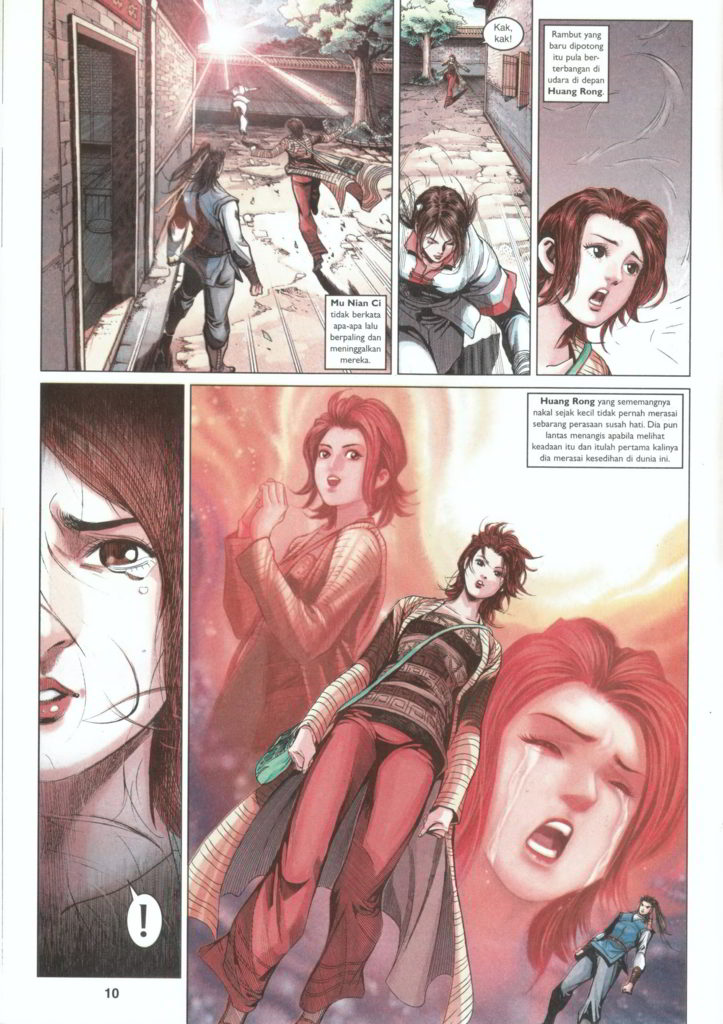 Mu Nian Ci
tidak berkata
apa-apa lalu
berpaling dan
meninggalkan
mereka.
Kak,
kak!
Rambut yang
baru dipotong
itu pula ber-
terbangan di
udara di depan
Huang Rong.
!
Huang Rong yang sememangnya
nakal sejak kecil tidak pernah merasai
sebarang perasaan susah hati. Dia pun
lantas menangis apabila melihat
keadaan itu dan itulah pertama kalinya
dia merasai kesedihan di dunia ini.
10